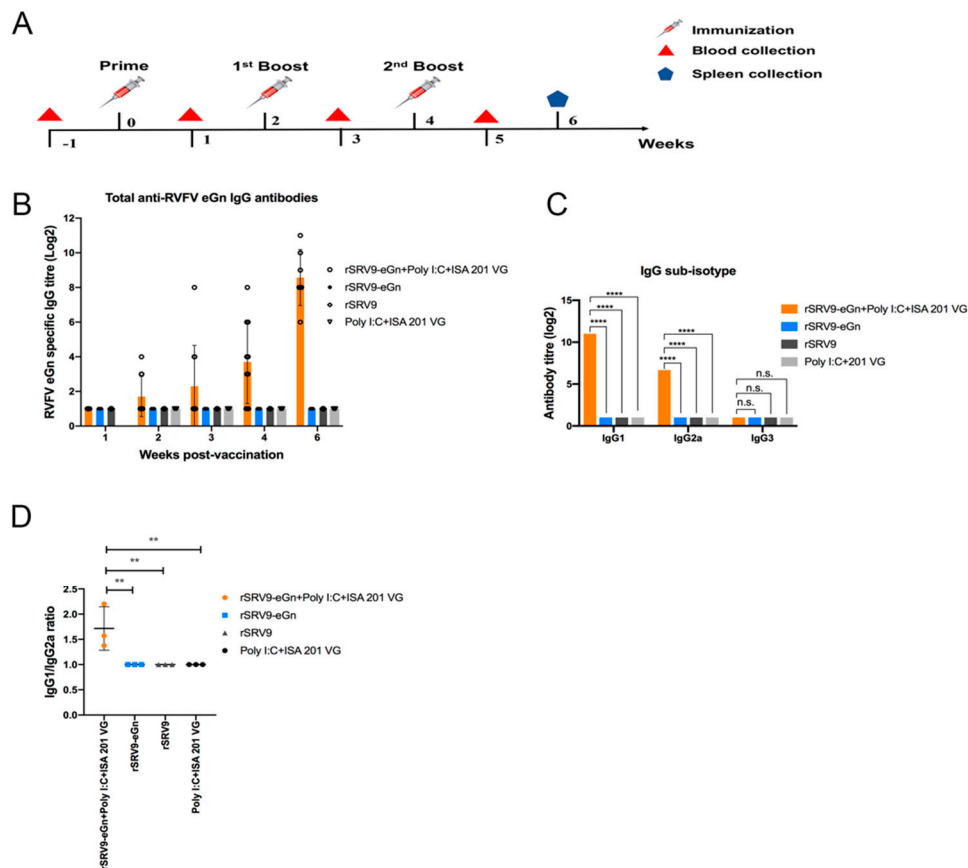 A
Immunization
Blood collection
Spleen collection
Prime
1st Boost
2nd Boost
-1
0
1
2
3
4
5
6
Weeks
B
Total anti-RVFV eGn IgG antibodies
RVFV eGn specific IgG titre (Log2)
12
10
8
6
4
2
0
1
2
3
4
6
Weeks post-vaccination
rSRV9-eGn+Poly I:C+ISA 201 VG
rSRV9-eGn
rSRV9
Poly I:C+ISA 201 VG
C
IgG sub-isotype
Antibody titre (log2)
15
10
5
0
****
****
****
****
****
****
n.s.
n.s.
n.s.
IgG1
IgG2a
IgG3
rSRV9-eGn+Poly I:C+ISA 201 VG
rSRV9-eGn
rSRV9
Poly I:C+201 VG
D
**
**
**
IgG1/IgG2a ratio
2.5
2.0
1.5
1.0
0.5
0.0
rSRV9-eGn+Poly I:C+ISA 201 VG
rSRV9-eGn
rSRV9
Poly I:C+ISA 201 VG
rSRV9-eGn+Poly I:C+ISA 201 VG
rSRV9-eGn
rSRV9
Poly I:C+ISA 201 VG